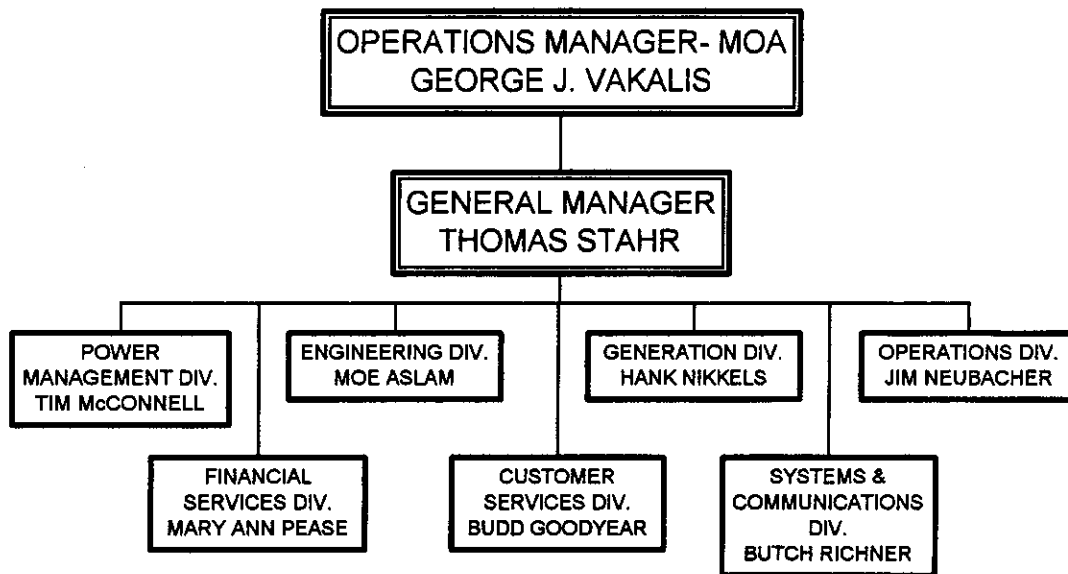 OPERATIONS MANAGER- MOA
GEORGE J. VAKALIS
GENERAL MANAGER
THOMAS STAHR
POWER
MANAGEMENT DIV.
TIM McCONNELL
ENGINEERING DIV.
MOE ASLAM
GENERATION DIV.
HANK NIKKELS
OPERATIONS DIV.
JIM NEUBACHER
FINANCIAL
SERVICES DIV.
MARY ANN PEASE
CUSTOMER
SERVICES DIV.
BUDD GOODYEAR
SYSTEMS &
COMMUNICATIONS
DIV.
BUTCH RICHNER